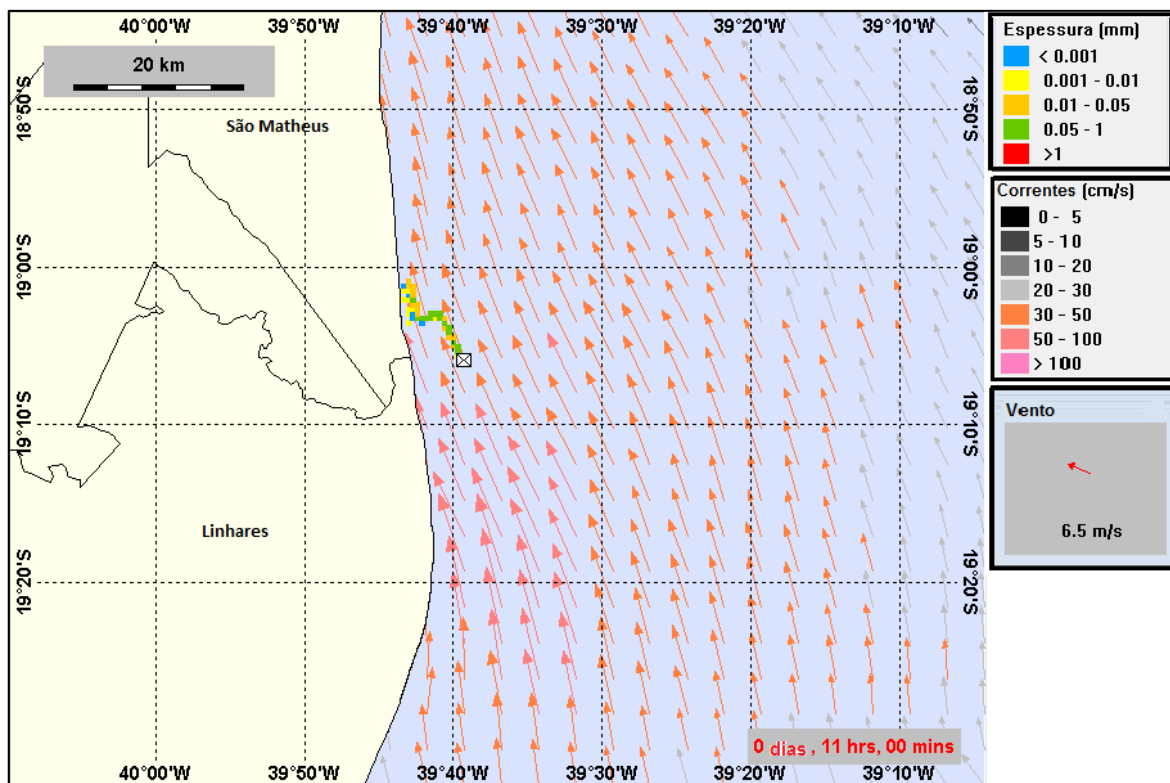 40°00'W 39°50'W 39°40'W 39°30'W 39°20'W 39°10'W
20 km
18°50'S 18°50'S
São Matheus
19°00'S 19°00'S
19°10'S 19°10'S
Linhares
19°20'S 19°20'S
0 dias , 11 hrs, 00 mins
40°00'W 39°50'W 39°40'W 39°30'W 39°20'W 39°10'W
Espessura (mm)
< 0.001
0.001 - 0.01
0.01 - 0.05
0.05 - 1
>1
Correntes (cm/s)
0 - 5
5 - 10
10 - 20
20 - 30
30 - 50
50 - 100
> 100
Vento
6.5 m/s